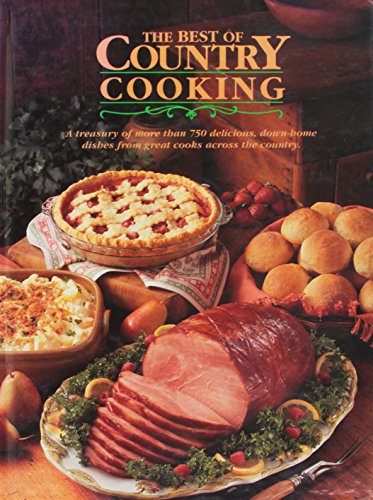 THE BEST OF
COUNTRY
COOKING
A treasury of more than 750 delicious, down-home
dishes from great cooks across the country.